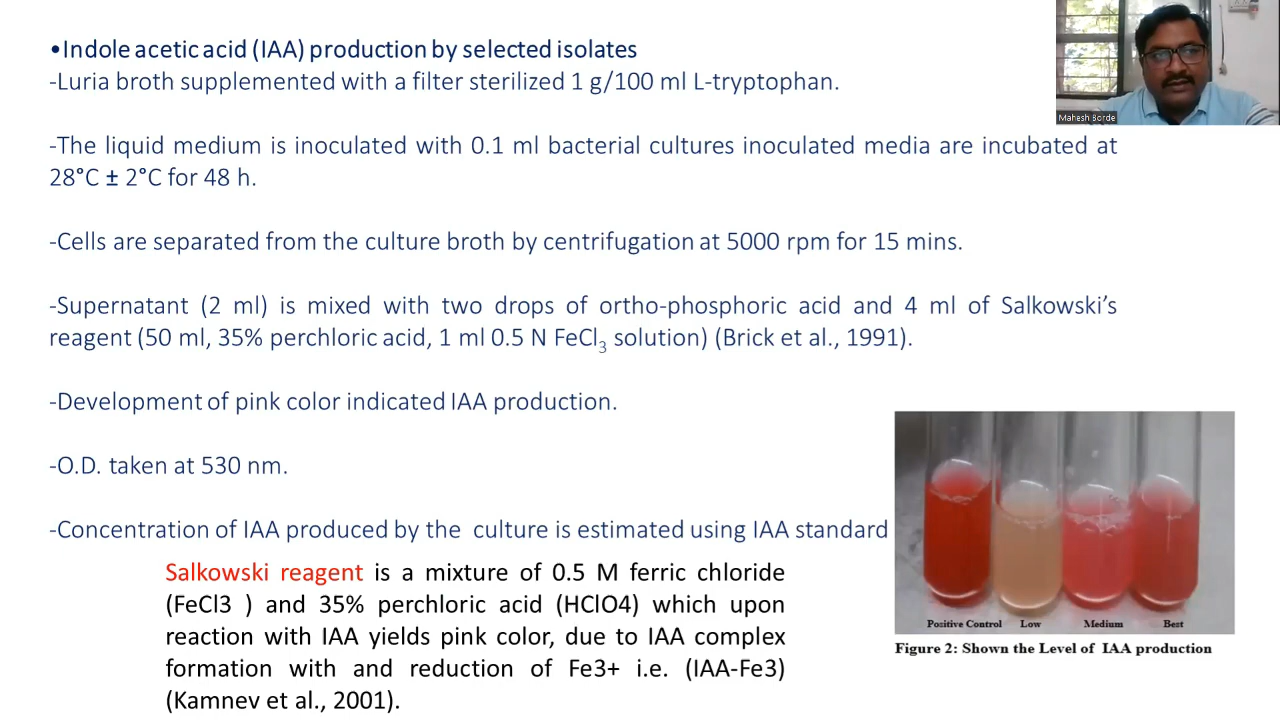 •Indole acetic acid (IAA) production by selected isolates
-Luria broth supplemented with a filter sterilized 1 g/100 ml L-tryptophan.
-The liquid medium is inoculated with 0.1 ml bacterial cultures inoculated media are incubated at
28°C ± 2°C for 48 h.
-Cells are separated from the culture broth by centrifugation at 5000 rpm for 15 mins.
-Supernatant (2 ml) is mixed with two drops of ortho-phosphoric acid and 4 ml of Salkowski’s
reagent (50 ml, 35% perchloric acid, 1 ml 0.5 N FeCl3 solution) (Brick et al., 1991).
-Development of pink color indicated IAA production.
-O.D. taken at 530 nm.
-Concentration of IAA produced by the culture is estimated using IAA standard
Salkowski reagent is a mixture of 0.5 M ferric chloride
(FeCl3 ) and 35% perchloric acid (HClO4) which upon
reaction with IAA yields pink color, due to IAA complex
formation with and reduction of Fe3+ i.e. (IAA-Fe3)
(Kamnev et al., 2001).
Mahesh Borde
Positive Control Low Medium Best
Figure 2: Shown the Level of IAA production